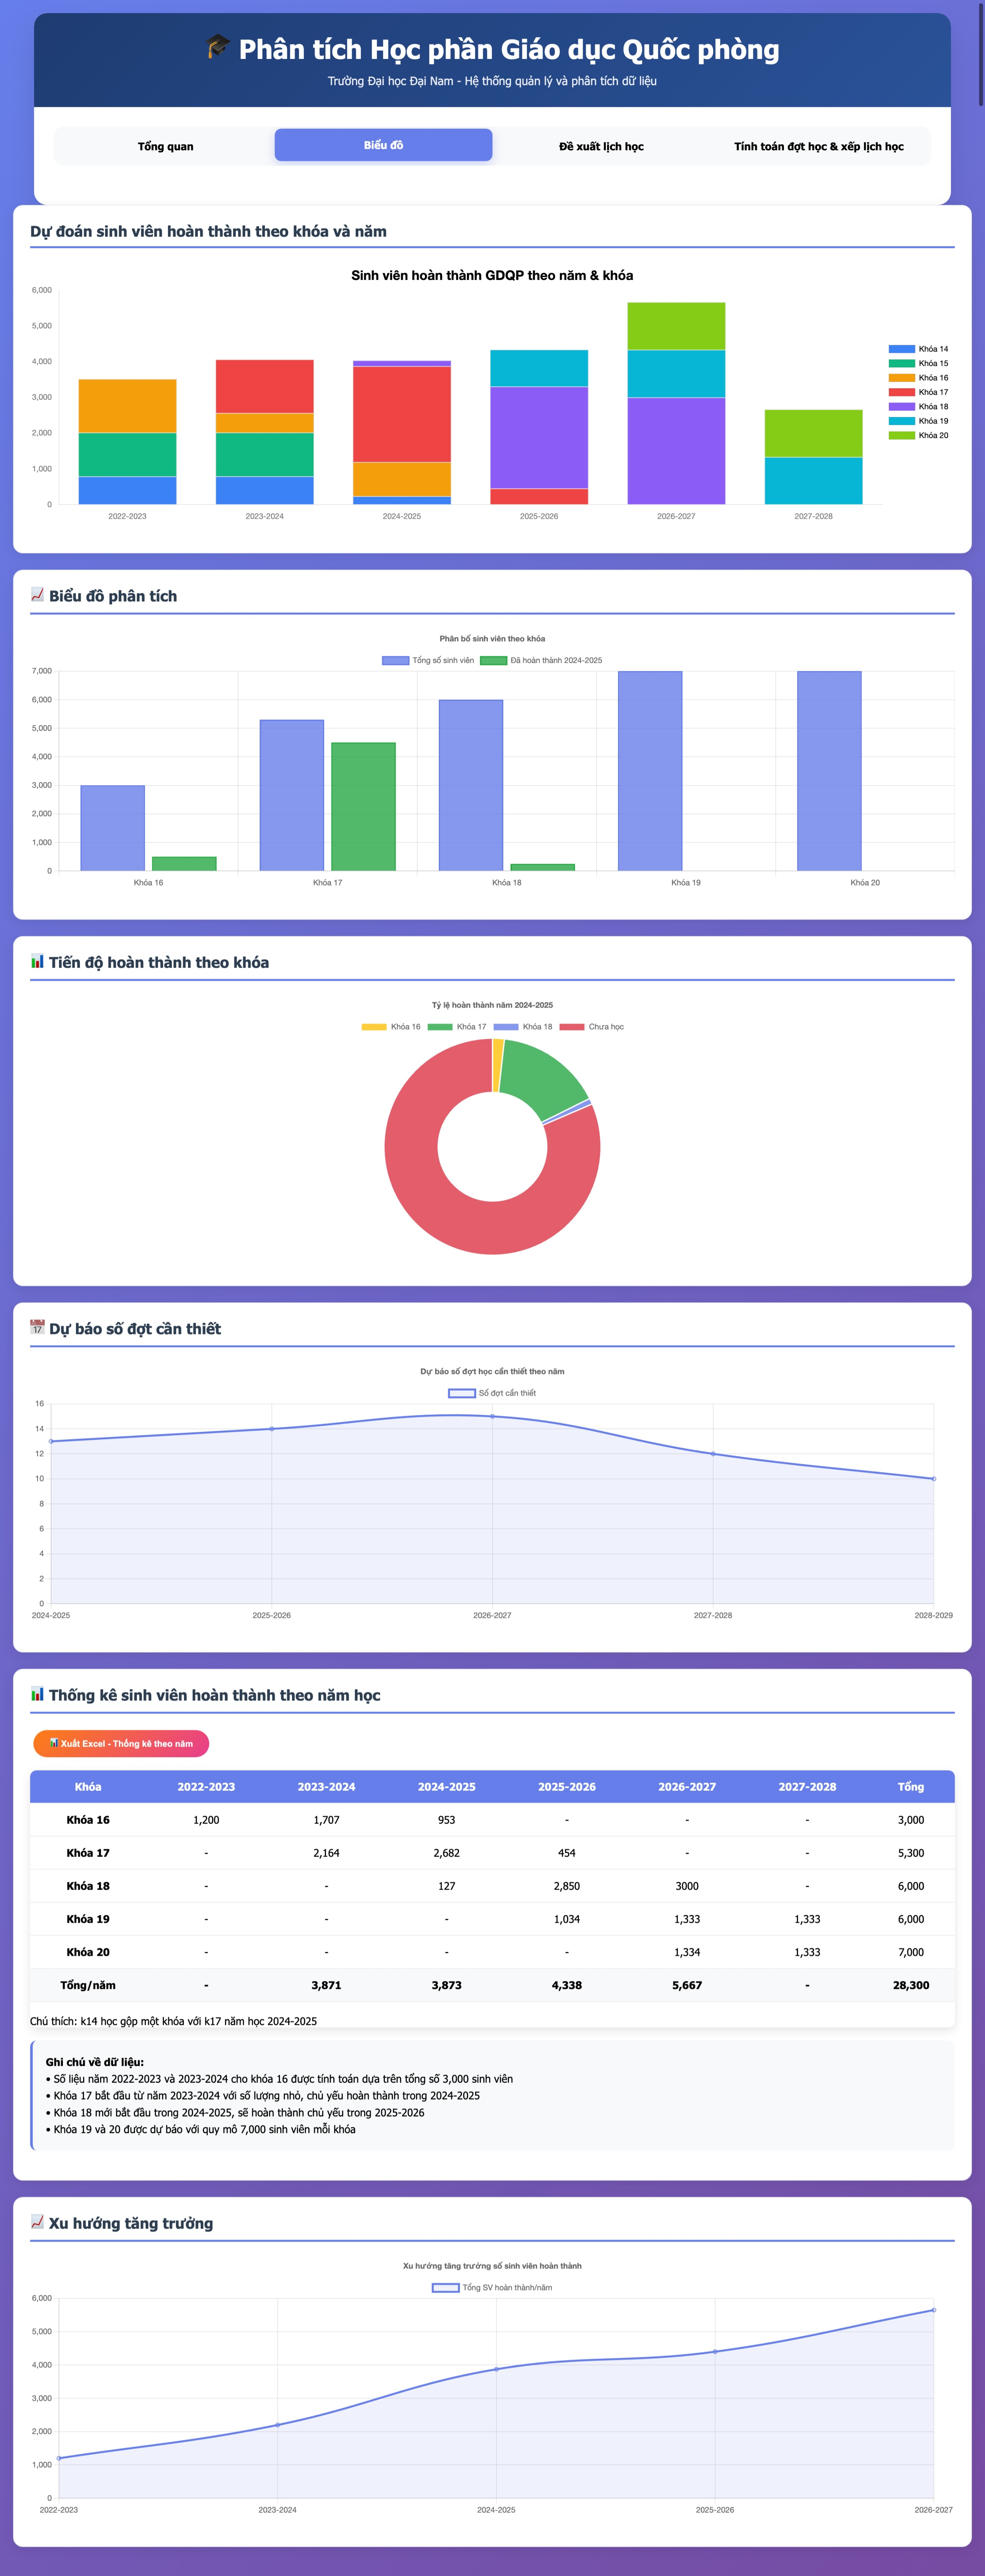 🎓 Phân tích Học phần Giáo dục Quốc phòng
Trường Đại học Đại Nam - Hệ thống quản lý và phân tích dữ liệu
Tổng quan
Biểu đồ
Đề xuất lịch học
Tính toán đợt học & xếp lịch học
Dự đoán sinh viên hoàn thành theo khóa và năm
Sinh viên hoàn thành GDQP theo năm & khóa
6,000
5,000
4,000
3,000
2,000
1,000
0
2022-2023 2023-2024 2024-2025 2025-2026 2026-2027 2027-2028
Khóa 14
Khóa 15
Khóa 16
Khóa 17
Khóa 18
Khóa 19
Khóa 20
📈 Biểu đồ phân tích
Phân bố sinh viên theo khóa
Tổng số sinh viên Đã hoàn thành 2024-2025
7,000
6,000
5,000
4,000
3,000
2,000
1,000
0
Khóa 16 Khóa 17 Khóa 18 Khóa 19 Khóa 20
📊 Tiến độ hoàn thành theo khóa
Tỷ lệ hoàn thành năm 2024-2025
Khóa 16 Khóa 17 Khóa 18 Chưa học
📅 Dự báo số đợt cần thiết
Dự báo số đợt học cần thiết theo năm
Số đợt cần thiết
16
14
12
10
8
6
4
2
0
2024-2025 2025-2026 2026-2027 2027-2028 2028-2029
📊 Thống kê sinh viên hoàn thành theo năm học
📊 Xuất Excel - Thống kê theo năm
Khóa 2022-2023 2023-2024 2024-2025 2025-2026 2026-2027 2027-2028 Tổng
Khóa 16 1,200 1,707 953 - - - 3,000
Khóa 17 - 2,164 2,682 454 - - 5,300
Khóa 18 - - 127 2,850 3000 - 6,000
Khóa 19 - - - 1,034 1,333 1,333 6,000
Khóa 20 - - - - 1,334 1,333 7,000
Tổng/năm - 3,871 3,873 4,338 5,667 - 28,300
Chú thích: k14 học gộp một khóa với k17 năm học 2024-2025
Ghi chú về dữ liệu:
• Số liệu năm 2022-2023 và 2023-2024 cho khóa 16 được tính toán dựa trên tổng số 3,000 sinh viên
• Khóa 17 bắt đầu từ năm 2023-2024 với số lượng nhỏ, chủ yếu hoàn thành trong 2024-2025
• Khóa 18 mới bắt đầu trong 2024-2025, sẽ hoàn thành chủ yếu trong 2025-2026
• Khóa 19 và 20 được dự báo với quy mô 7,000 sinh viên mỗi khóa
📈 Xu hướng tăng trưởng
Xu hướng tăng trưởng số sinh viên hoàn thành
Tổng SV hoàn thành/năm
6,000
5,000
4,000
3,000
2,000
1,000
0
2022-2023 2023-2024 2024-2025 2025-2026 2026-2027